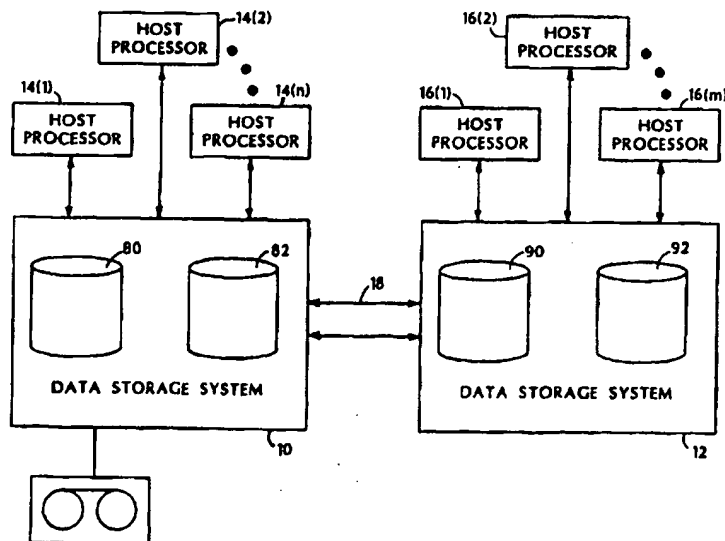 HOST
PROCESSOR
14(2)
14(1)
HOST
PROCESSOR
14(n)
HOST
PROCESSOR
HOST
PROCESSOR
16(2)
16(1)
HOST
PROCESSOR
16(m)
HOST
PROCESSOR
80
82
DATA STORAGE SYSTEM
10
18
90
92
DATA STORAGE SYSTEM
12